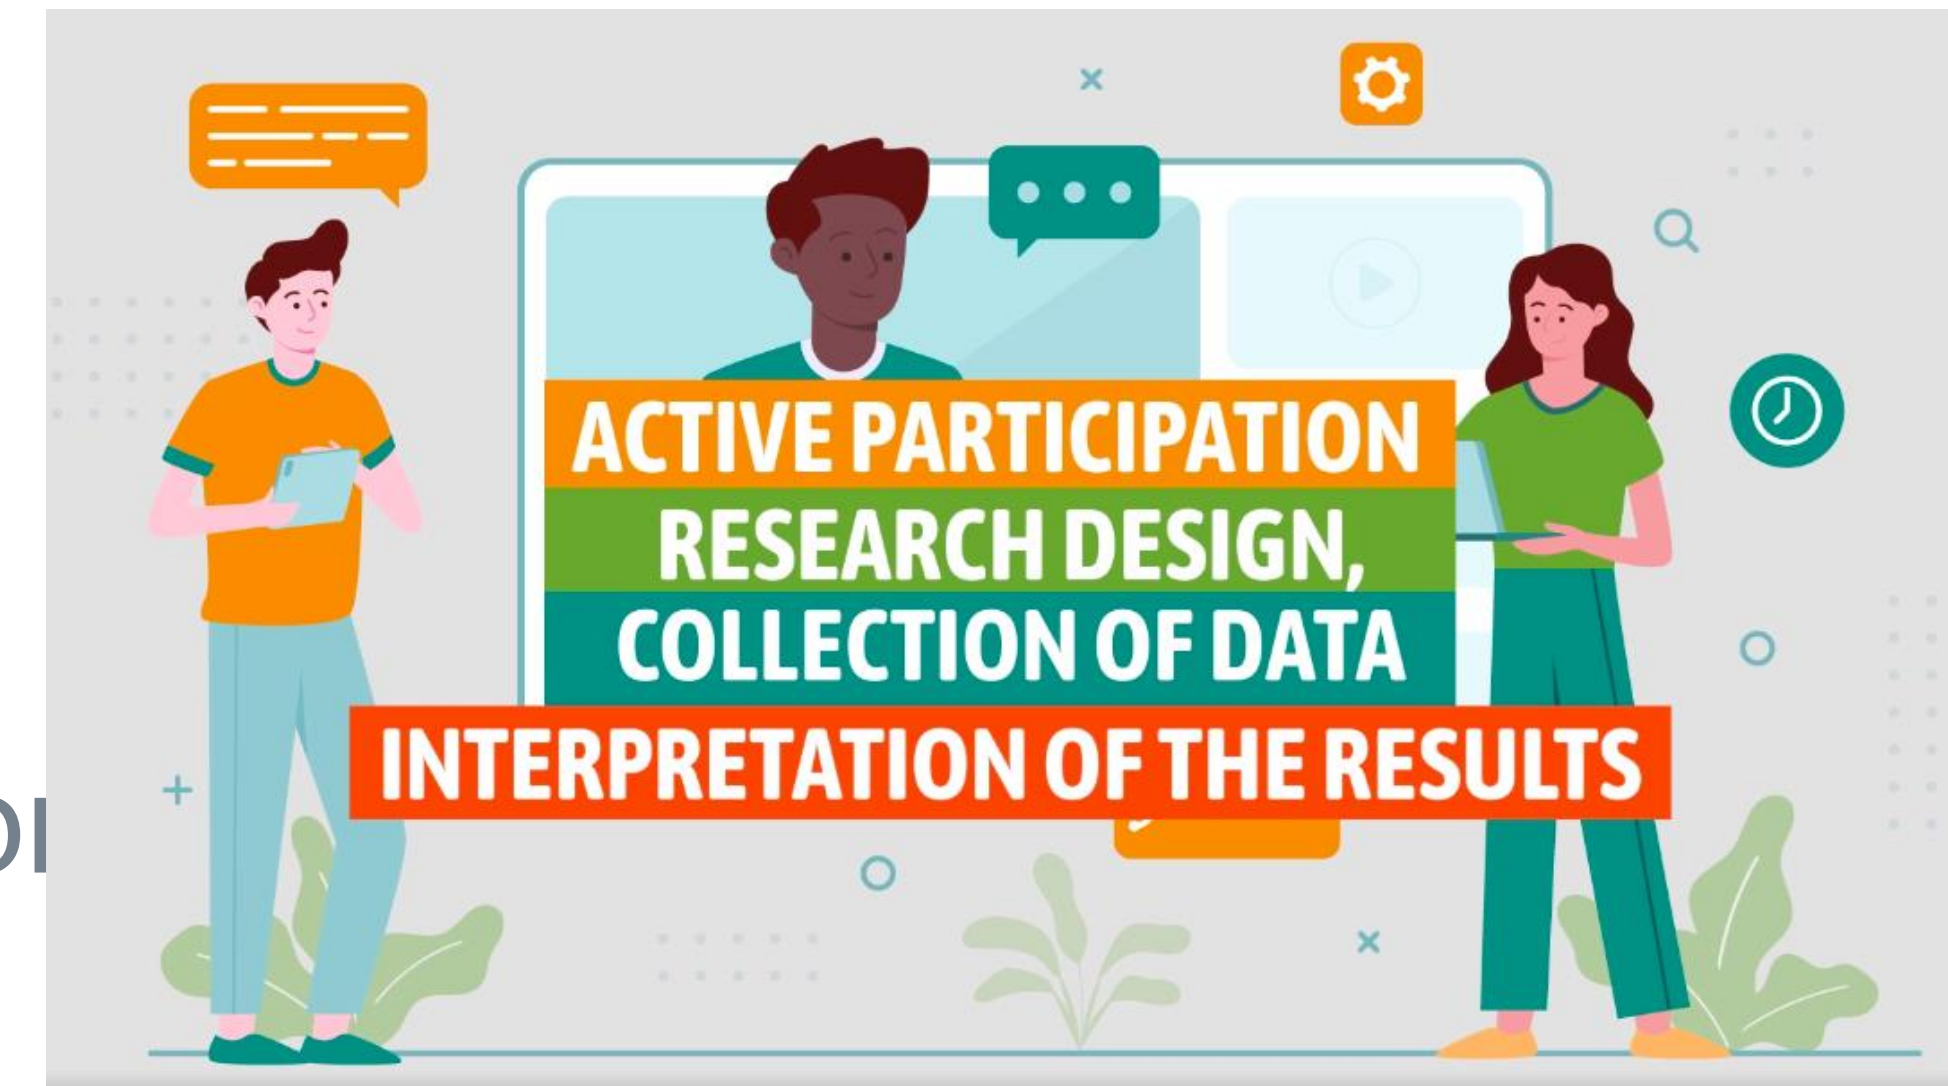 ACTIVE PARTICIPATION
RESEARCH DESIGN,
COLLECTION OF DATA
INTERPRETATION OF THE RESULTS